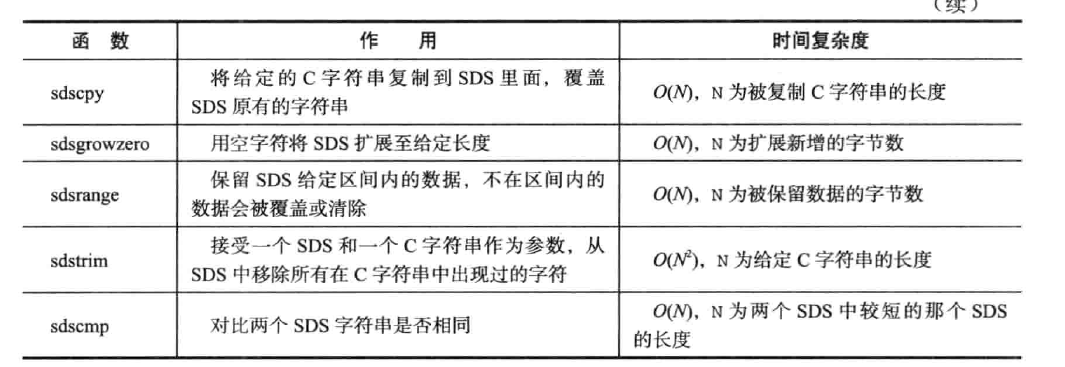 （续）
函 数 作 用 时间复杂度
将给定的 C 字符串复制到 SDS 里面，覆盖
sdscpy O(N)，N 为被复制 C 字符串的长度
SDS 原有的字符串
sdsgrowzero 用空字符将 SDS 扩展至给定长度 O(N)，N 为扩展新增的字节数
保留 SDS 给定区间内的数据，不在区间内的
sdsrange O(N)，N 为被保留数据的字节数
数据会被覆盖或清除
接受一个 SDS 和一个 C 字符串作为参数，从
sdstrim O(N²)，N 为给定 C 字符串的长度
SDS 中移除所有在 C 字符串中出现过的字符
O(N)，N 为两个 SDS 中较短的那个 SDS
sdscmp 对比两个 SDS 字符串是否相同
的长度